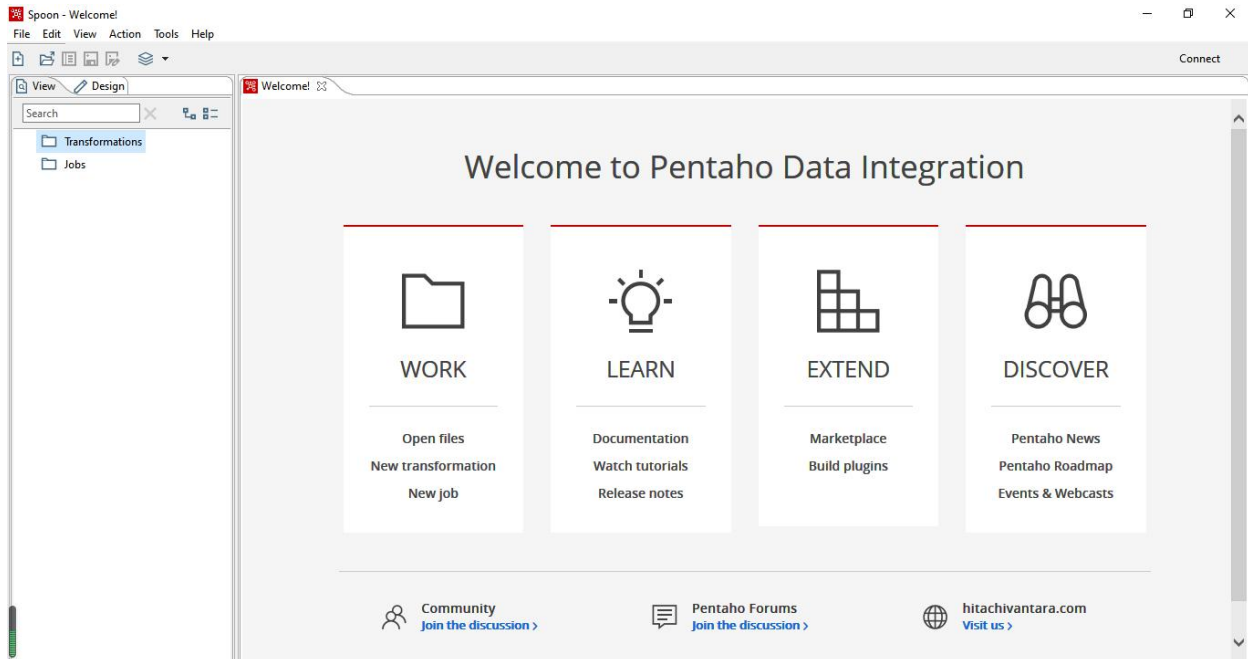 Spoon - Welcome!
File Edit View Action Tools Help
Connect
View Design
Welcome!
Search
Transformations
Jobs
Welcome to Pentaho Data Integration
WORK
Open files
New transformation
New job
LEARN
Documentation
Watch tutorials
Release notes
EXTEND
Marketplace
Build plugins
DISCOVER
Pentaho News
Pentaho Roadmap
Events & Webcasts
Community
Join the discussion >
Pentaho Forums
Join the discussion >
hitachivantara.com
Visit us >